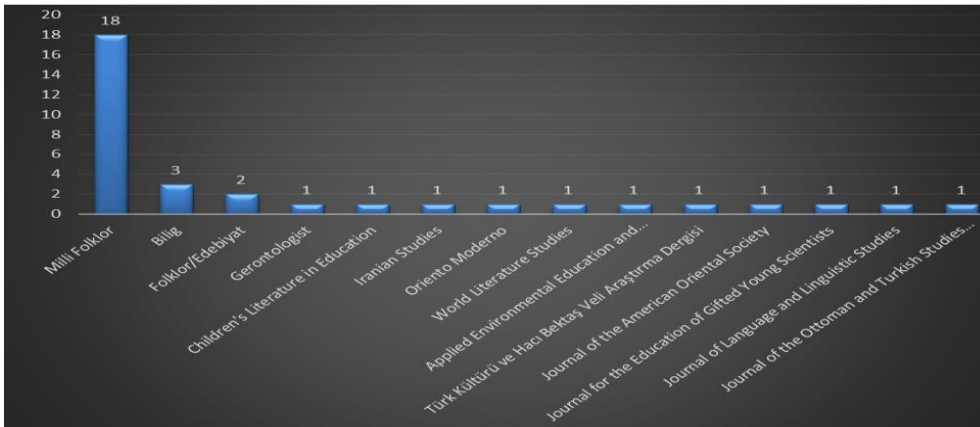 20
18
16
14
12
10
8
6
4
2
0
18
3
2
1
1
1
1
1
1
1
1
1
1
1
Milli Folklor
Bilig
Folklor/Edebiyat
Gerontologist
Children's Literature in Education
Iranian Studies
Oriento Moderno
World Literature Studies
Applied Environmental Education and...
Türk Kültürü ve Hacı Bektaş Veli Araştırma Dergisi
Journal of the American Oriental Society
Journal for the Education of Gifted Young Scientists
Journal of Language and Linguistic Studies
Journal of the Ottoman and Turkish Studies...